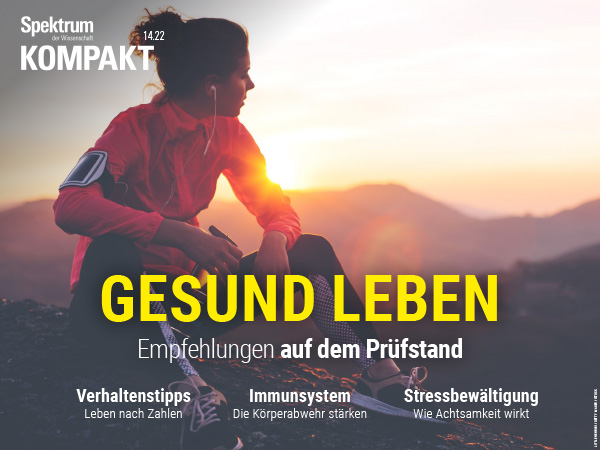 Spektrum
der Wissenschaft
14.22
KOMPAKT
GESUND LEBEN
Empfehlungen auf dem Prüfstand
Verhaltenstipps
Leben nach Zahlen
Immunsystem
Die Körperabwehr stärken
Stressbewältigung
Wie Achtsamkeit wirkt